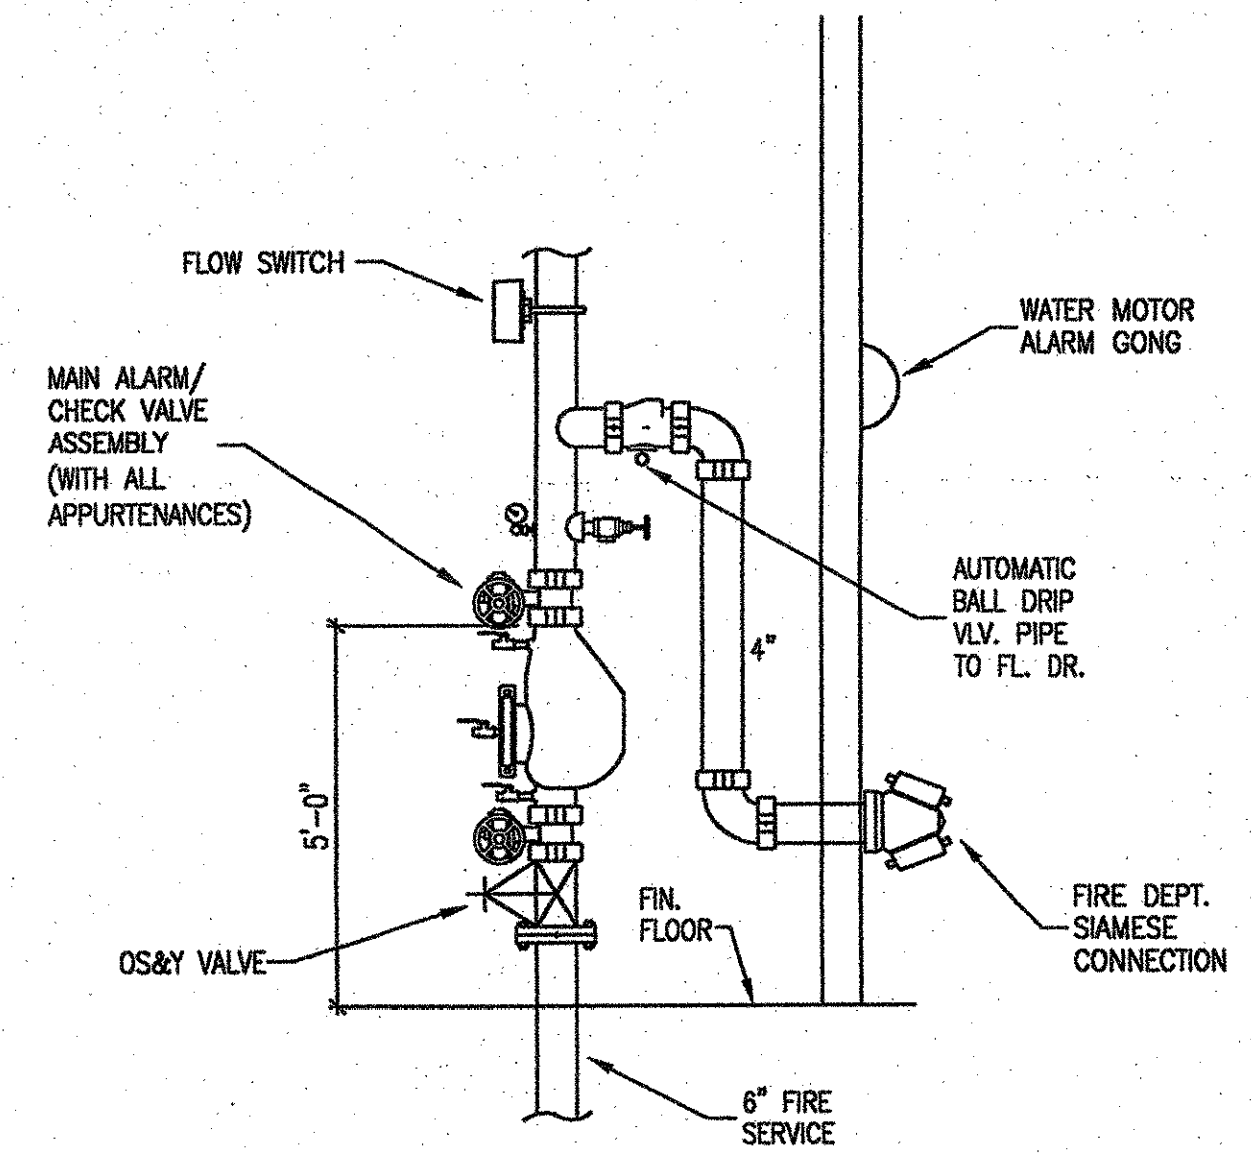 FLOW SWITCH
WATER MOTOR
ALARM GONG
MAIN ALARM/
CHECK VALVE
ASSEMBLY
(WITH ALL
APPURTENANCES)
AUTOMATIC
BALL DRIP
VLV. PIPE
TO FL. DR.
4"
5'-0"
FIN.
FLOOR
FIRE DEPT.
SIAMESE
CONNECTION
OS&Y VALVE
6" FIRE
SERVICE